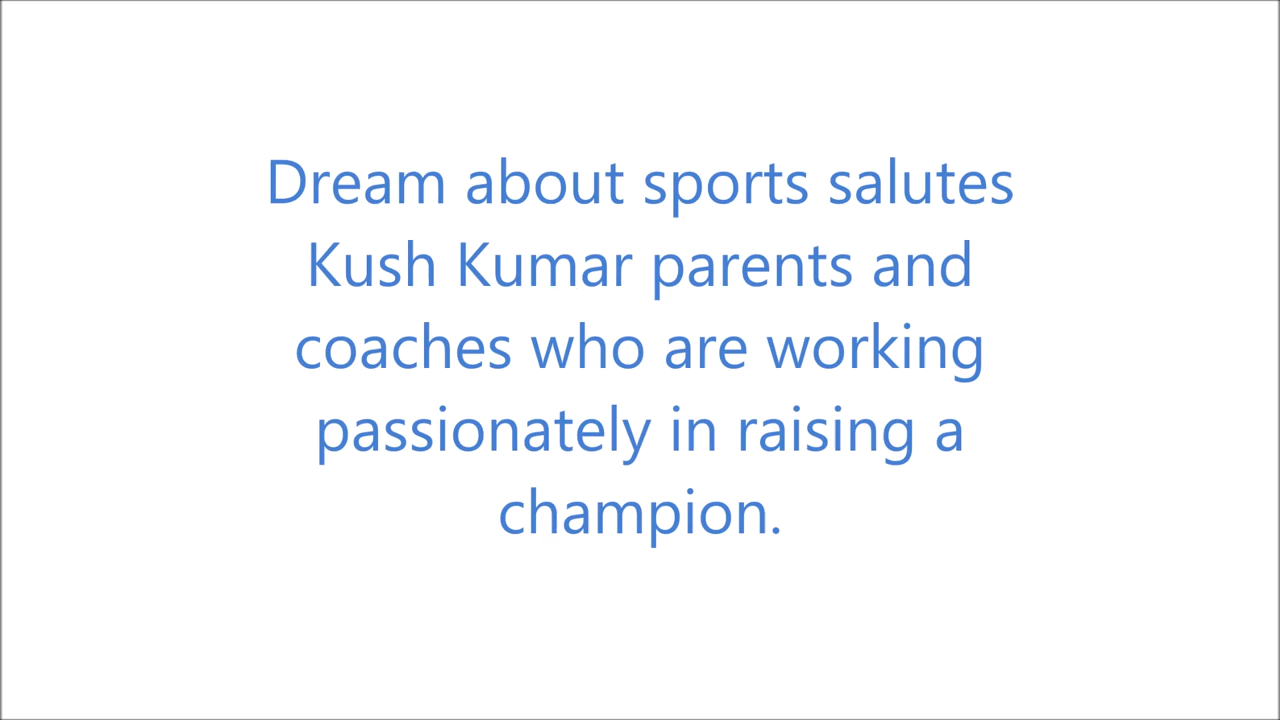 Dream about sports salutes
Kush Kumar parents and
coaches who are working
passionately in raising a
champion.